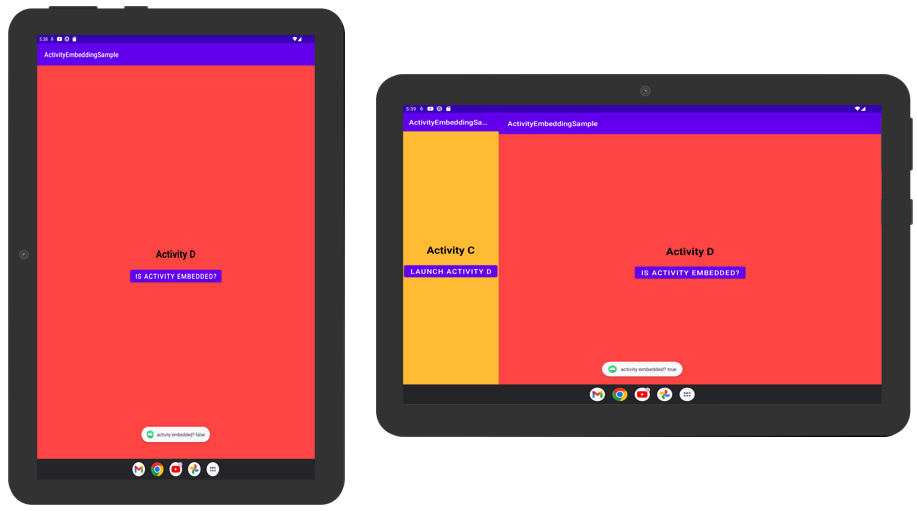 5:38
ActivityEmbeddingSample
Activity D
IS ACTIVITY EMBEDDED?
activity embedded? false
5:39
ActivityEmbeddingSa...
ActivityEmbeddingSample
Activity C
LAUNCH ACTIVITY D
Activity D
IS ACTIVITY EMBEDDED?
activity embedded? true